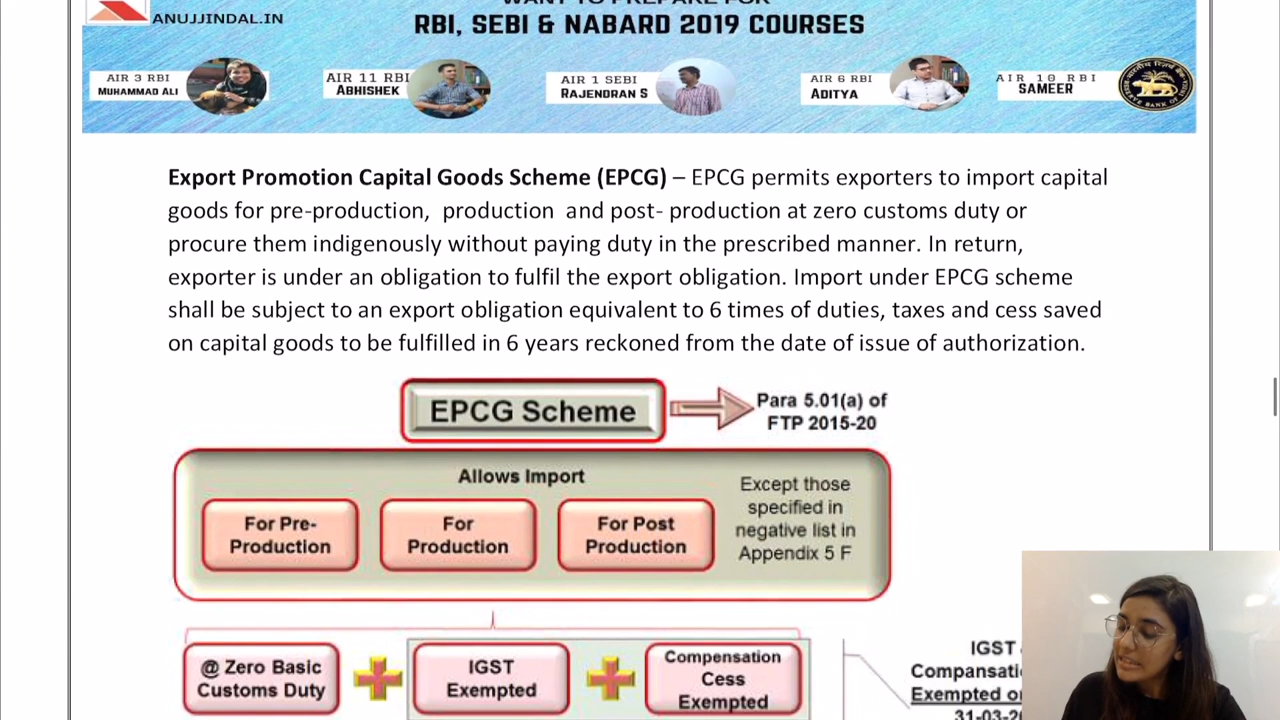 ANUJJINDAL.IN
WANT TO PREPARE FOR
RBI, SEBI & NABARD 2019 COURSES
AIR 3 RBI
MUHAMMAD ALI
AIR 11 RBI
ABHISHEK
AIR 1 SEBI
RAJENDRAN S
AIR 6 RBI
ADITYA
AIR 10 RBI
SAMEER
Export Promotion Capital Goods Scheme (EPCG) – EPCG permits exporters to import capital
goods for pre-production, production and post- production at zero customs duty or
procure them indigenously without paying duty in the prescribed manner. In return,
exporter is under an obligation to fulfil the export obligation. Import under EPCG scheme
shall be subject to an export obligation equivalent to 6 times of duties, taxes and cess saved
on capital goods to be fulfilled in 6 years reckoned from the date of issue of authorization.
EPCG Scheme
Para 5.01(a) of
FTP 2015-20
Allows Import
For Pre-
Production
For
Production
For Post
Production
Except those
specified in
negative list in
Appendix 5 F
@ Zero Basic
Customs Duty
IGST
Exempted
Compensation
Cess
Exempted
IGST
Compensati
Exempted
31-03-2